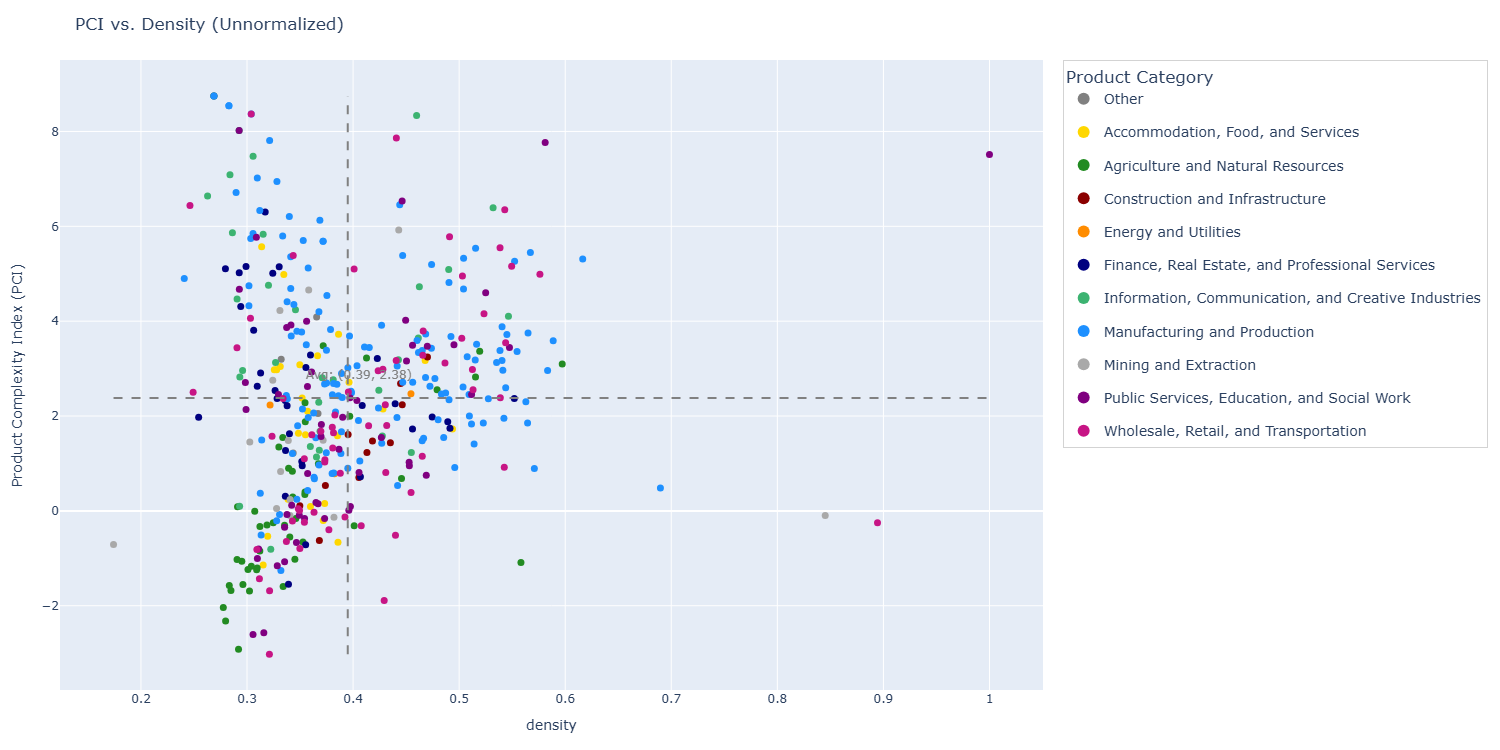 PCI vs. Density (Unnormalized)
Product Category
Other
Accommodation, Food, and Services
Agriculture and Natural Resources
Construction and Infrastructure
Energy and Utilities
Finance, Real Estate, and Professional Services
Information, Communication, and Creative Industries
Manufacturing and Production
Mining and Extraction
Public Services, Education, and Social Work
Wholesale, Retail, and Transportation
Product Complexity Index (PCI)
8
6
4
2
0
−2
Avg: (0.39, 2.38)
0.2 0.3 0.4 0.5 0.6 0.7 0.8 0.9 1
density